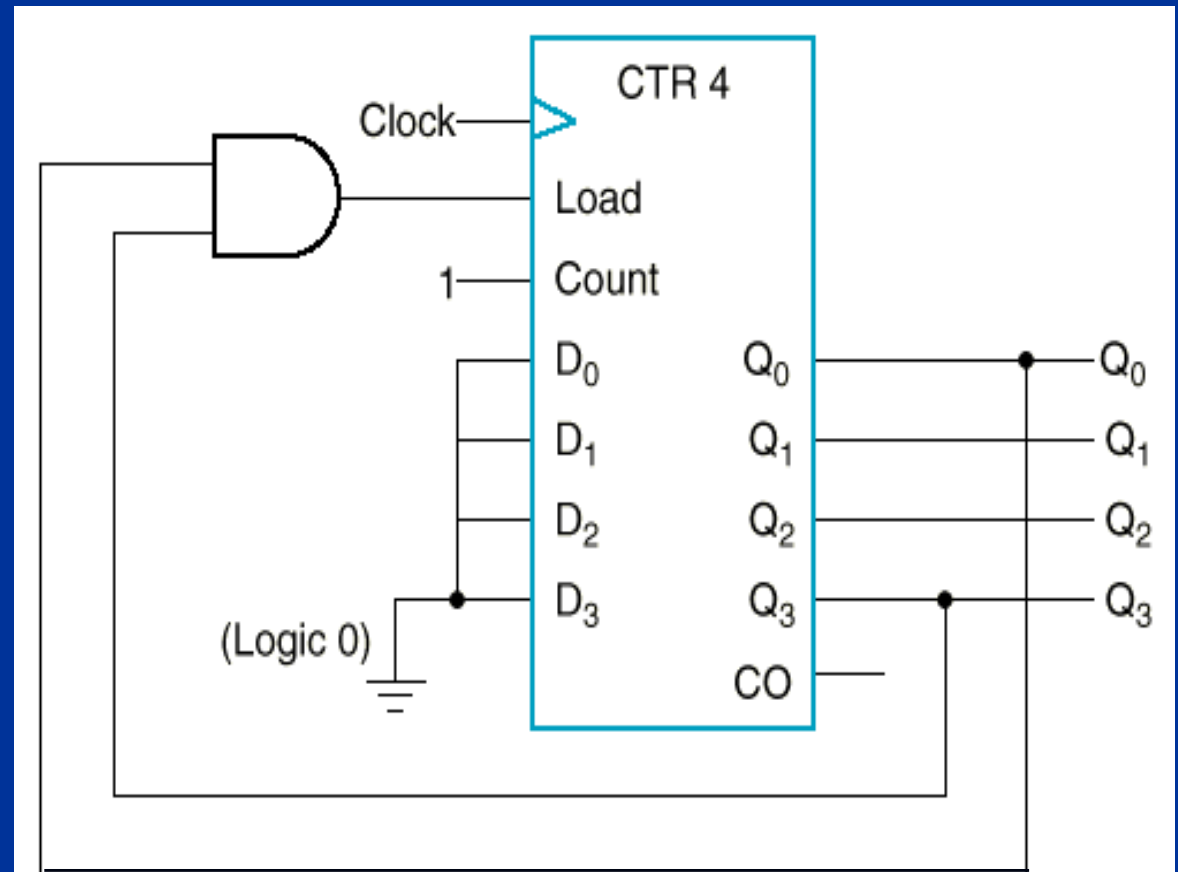 CTR 4
Clock
Load
1 Count
D0 Q0 Q0
D1 Q1 Q1
D2 Q2 Q2
D3 Q3 Q3
(Logic 0)
CO